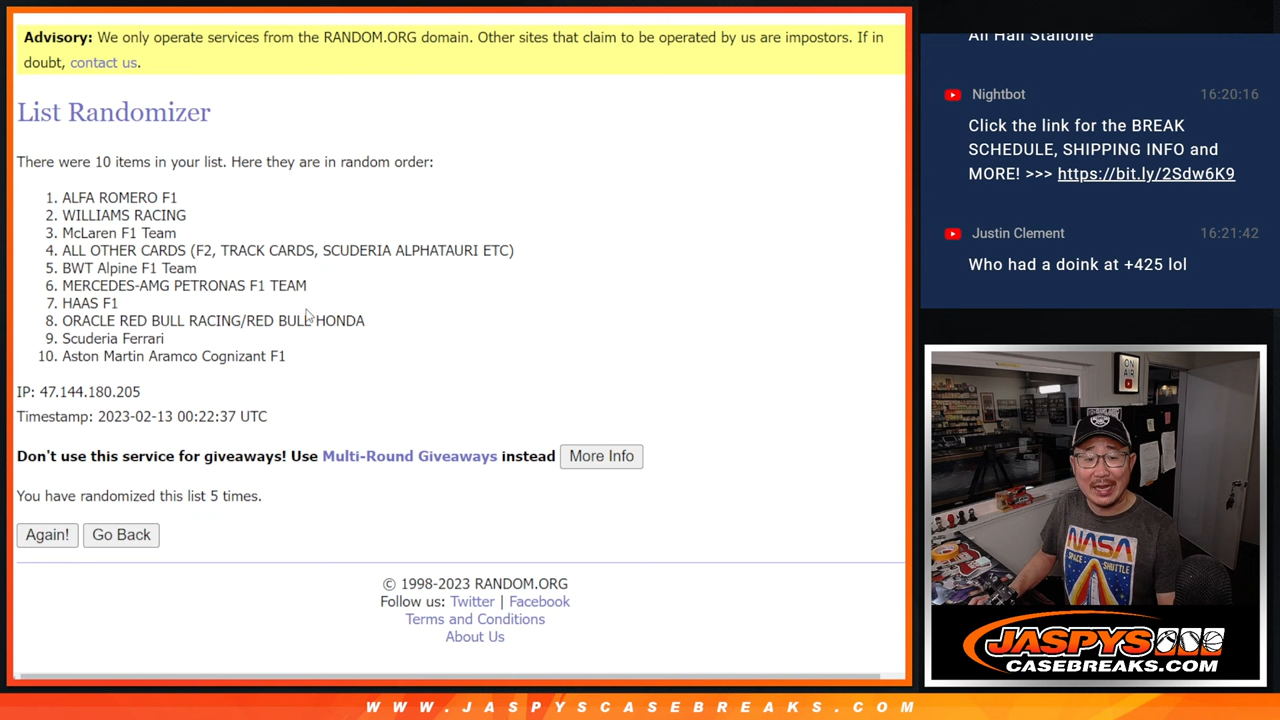 Advisory: We only operate services from the RANDOM.ORG domain. Other sites that claim to be operated by us are impostors. If in
doubt, contact us.
List Randomizer
There were 10 items in your list. Here they are in random order:
1. ALFA ROMERO F1
2. WILLIAMS RACING
3. McLaren F1 Team
4. ALL OTHER CARDS (F2, TRACK CARDS, SCUDERIA ALPHATAURI ETC)
5. BWT Alpine F1 Team
6. MERCEDES-AMG PETRONAS F1 TEAM
7. HAAS F1
8. ORACLE RED BULL RACING/RED BULL HONDA
9. Scuderia Ferrari
10. Aston Martin Aramco Cognizant F1
IP: 47.144.180.205
Timestamp: 2023-02-13 00:22:37 UTC
Don't use this service for giveaways! Use Multi-Round Giveaways instead More Info
You have randomized this list 5 times.
Again! Go Back
© 1998-2023 RANDOM.ORG
Follow us: Twitter | Facebook
Terms and Conditions
About Us
All Hail Stallone
Nightbot 16:20:16
Click the link for the BREAK
SCHEDULE, SHIPPING INFO and
MORE! >>> https://bit.ly/2Sdw6K9
Justin Clement 16:21:42
Who had a doink at +425 lol
ON
AIR
NASA
SPACE SHUTTLE
JASPYS
CASEBREAKS.COM
WWW.JASPYSCASEBREAKS.COM